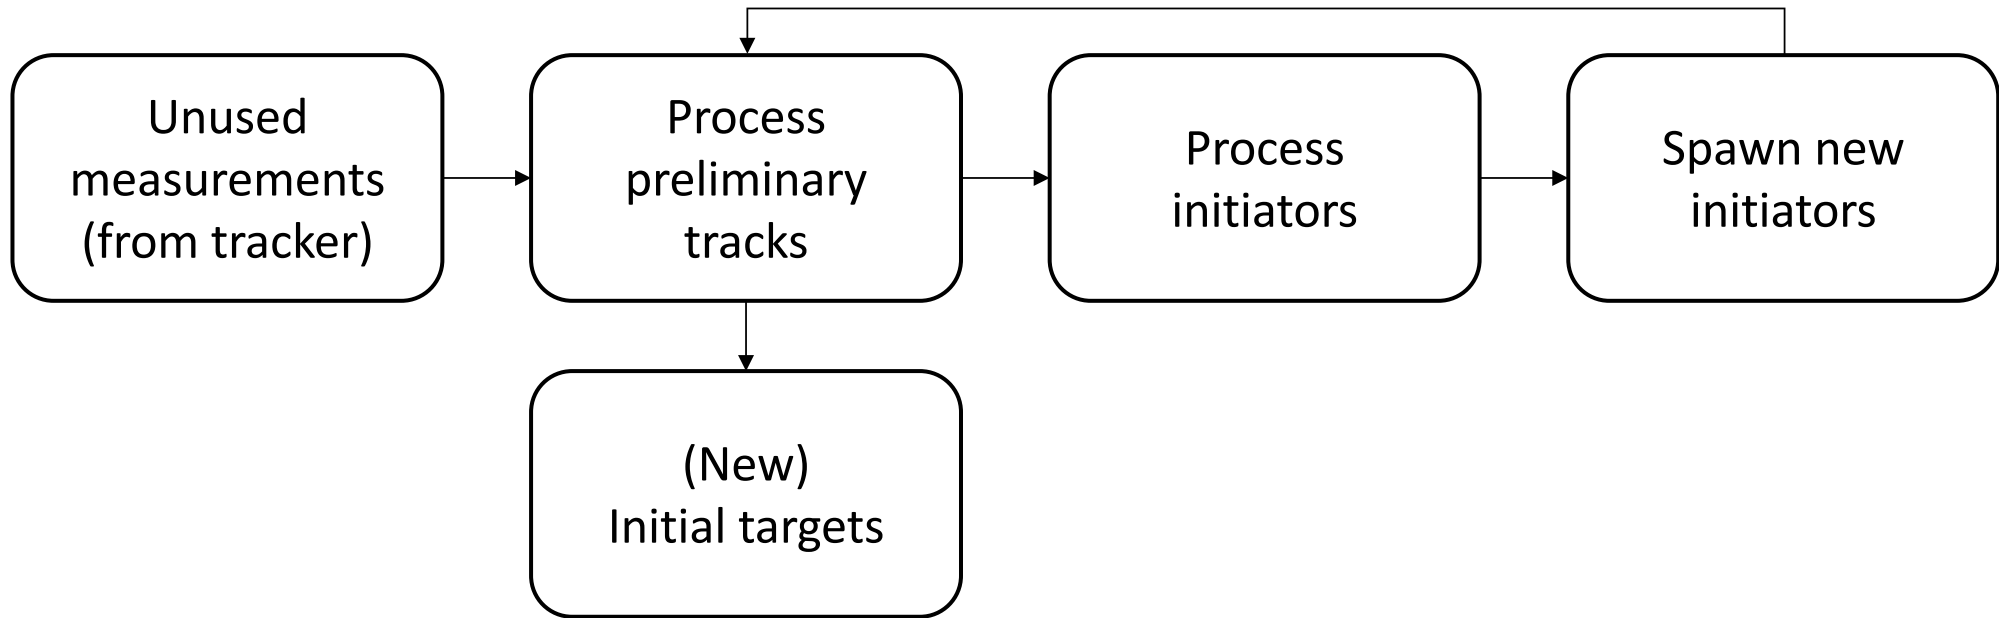 Unused
measurements
(from tracker)
Process
preliminary
tracks
Process
initiators
Spawn new
initiators
(New)
Initial targets